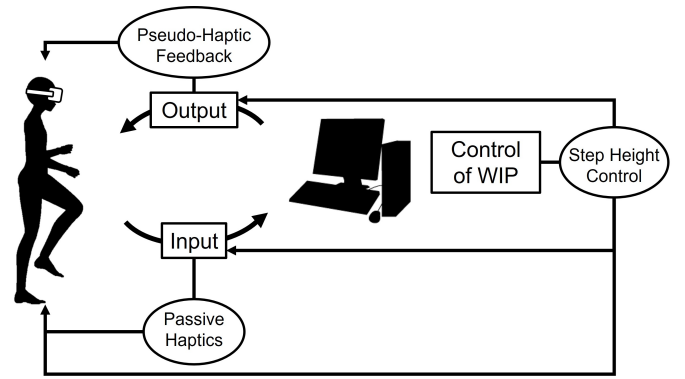 Pseudo-Haptic
Feedback
Output
Control
of WIP
Step Height
Control
Input
Passive
Haptics